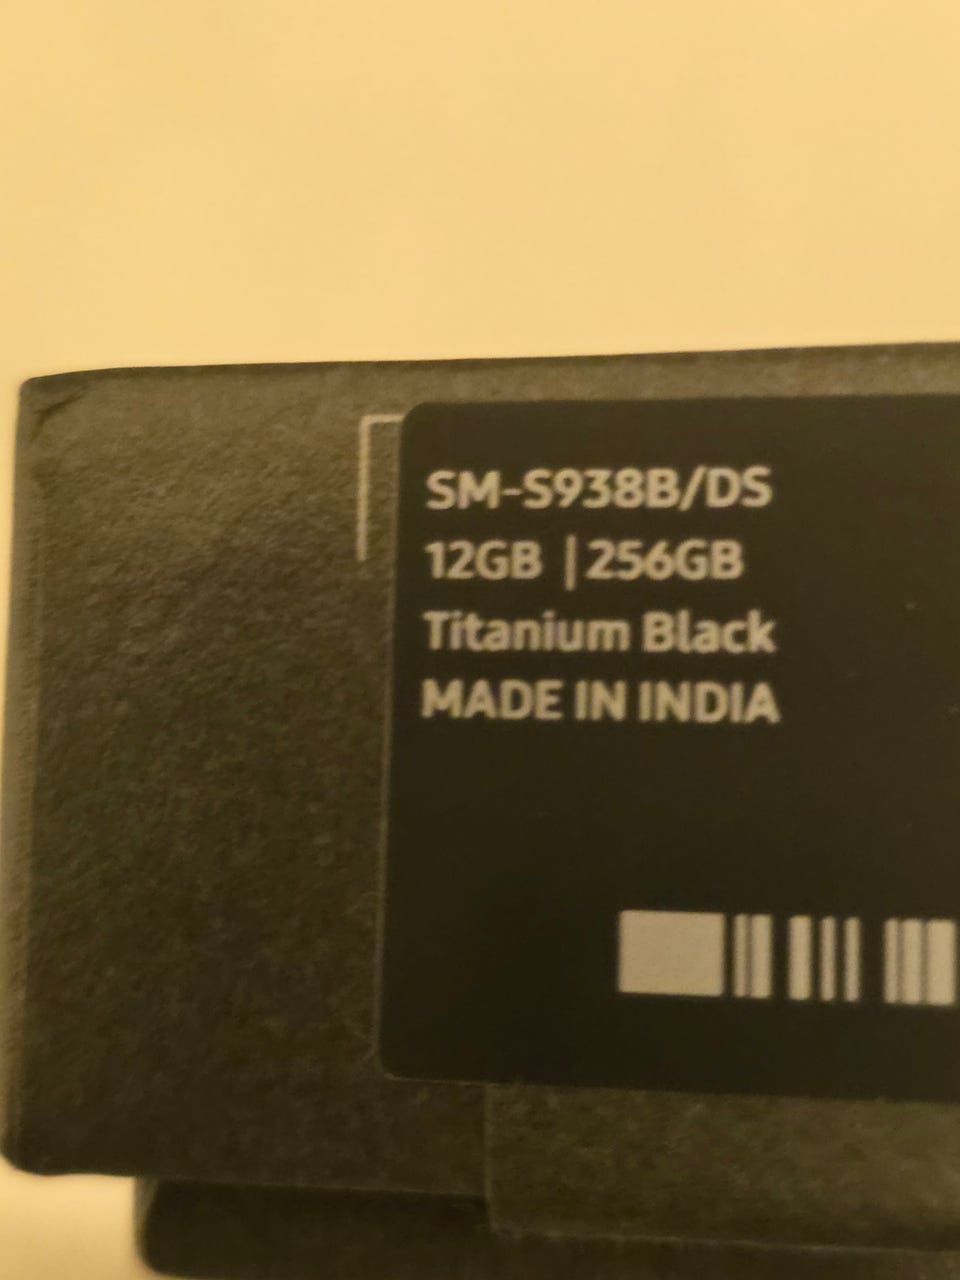 SM-S938B/DS
12GB | 256GB
Titanium Black
MADE IN INDIA